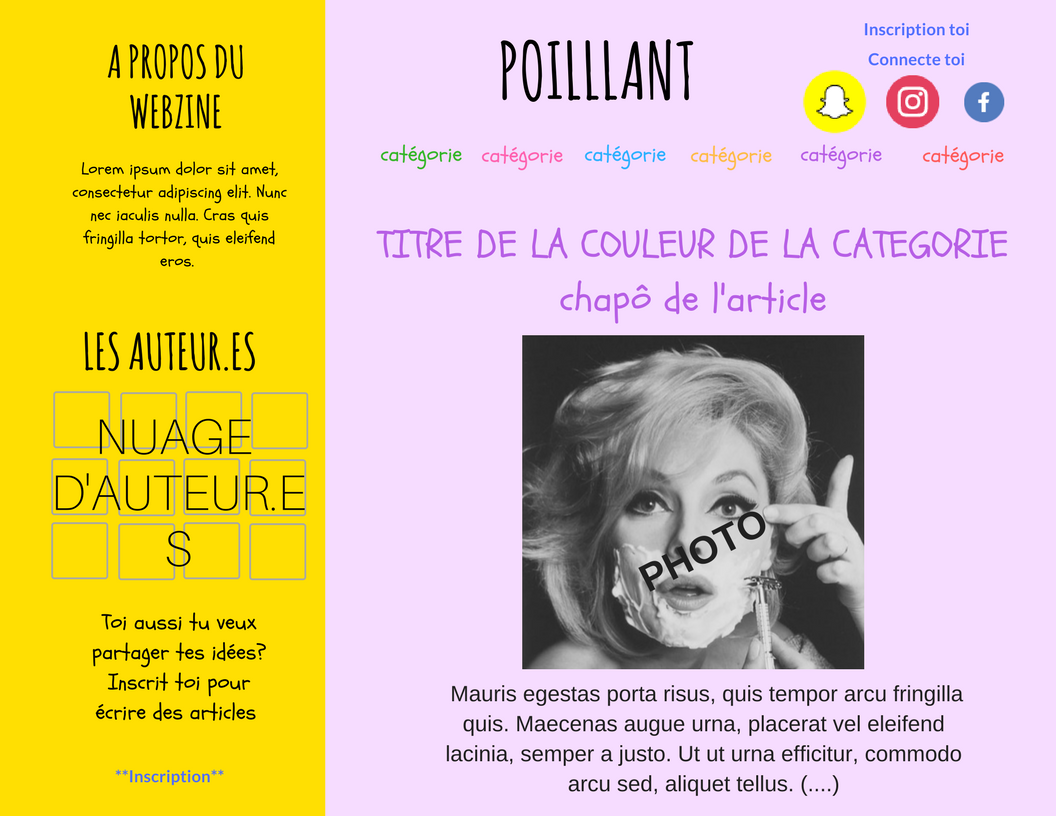 A PROPOS DU
WEBZINE
Lorem ipsum dolor sit amet,
consectetur adipiscing elit. Nunc
nec iaculis nulla. Cras quis
fringilla tortor, quis eleifend
eros.
LES AUTEUR.ES
NUAGE
D'AUTEUR.E
S
Toi aussi tu veux
partager tes idées?
Inscrit toi pour
écrire des articles
**Inscription**
POILLLANT
Inscription toi
Connecte toi
catégorie catégorie catégorie catégorie catégorie catégorie
TITRE DE LA COULEUR DE LA CATEGORIE
chapô de l'article
PHOTO
Mauris egestas porta risus, quis tempor arcu fringilla
quis. Maecenas augue urna, placerat vel eleifend
lacinia, semper a justo. Ut ut urna efficitur, commodo
arcu sed, aliquet tellus. (....)